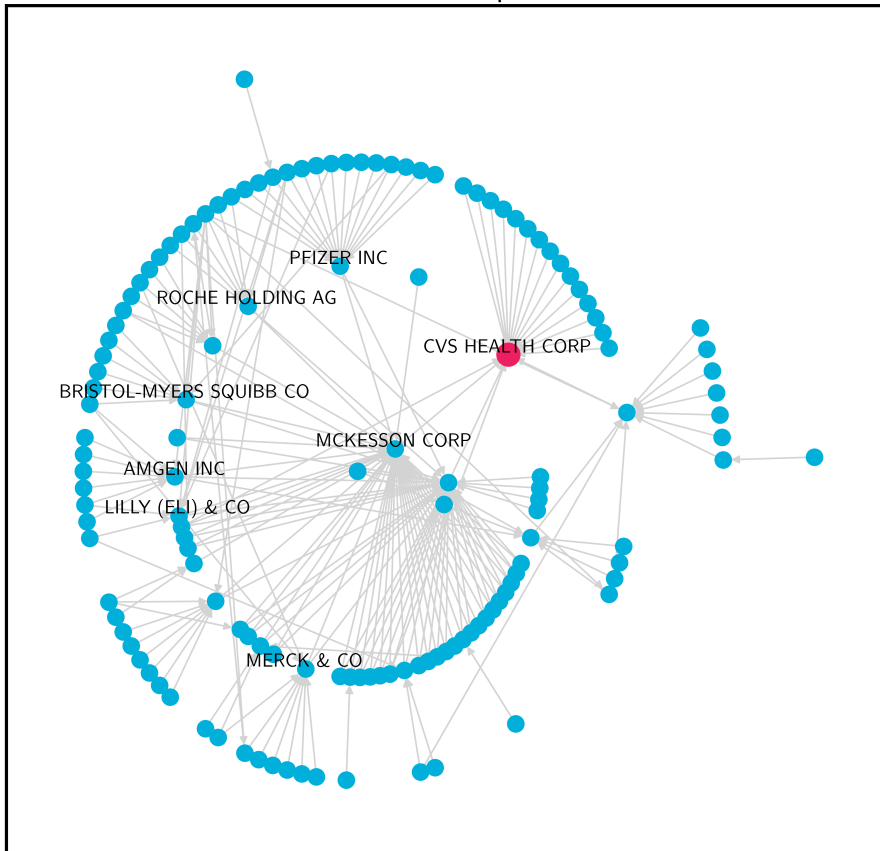 PFIZER INC
ROCHE HOLDING AG
CVS HEALTH CORP
BRISTOL-MYERS SQUIBB CO
MCKESSON CORP
AMGEN INC
LILLY (ELI) & CO
MERCK & CO